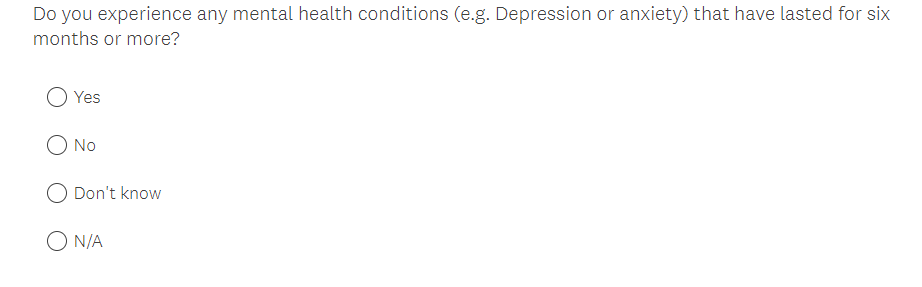 Do you experience any mental health conditions (e.g. Depression or anxiety) that have lasted for six
months or more?
Yes
No
Don't know
N/A